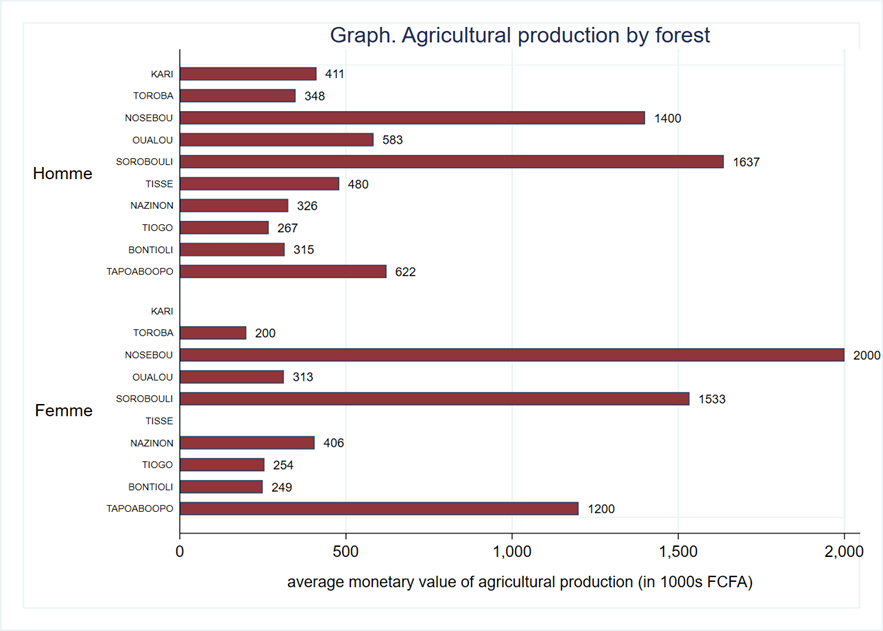 Graph. Agricultural production by forest
Homme
KARI 411
TOROBA 348
NOSEBOU 1400
OUALOU 583
SOROBOULI 1637
TISSE 480
NAZINON 326
TIOGO 267
BONTIOLI 315
TAPOABOOPO 622
Femme
KARI
TOROBA 200
NOSEBOU 2000
OUALOU 313
SOROBOULI 1533
TISSE
NAZINON 406
TIOGO 254
BONTIOLI 249
TAPOABOOPO 1200
0 500 1,000 1,500 2,000
average monetary value of agricultural production (in 1000s FCFA)